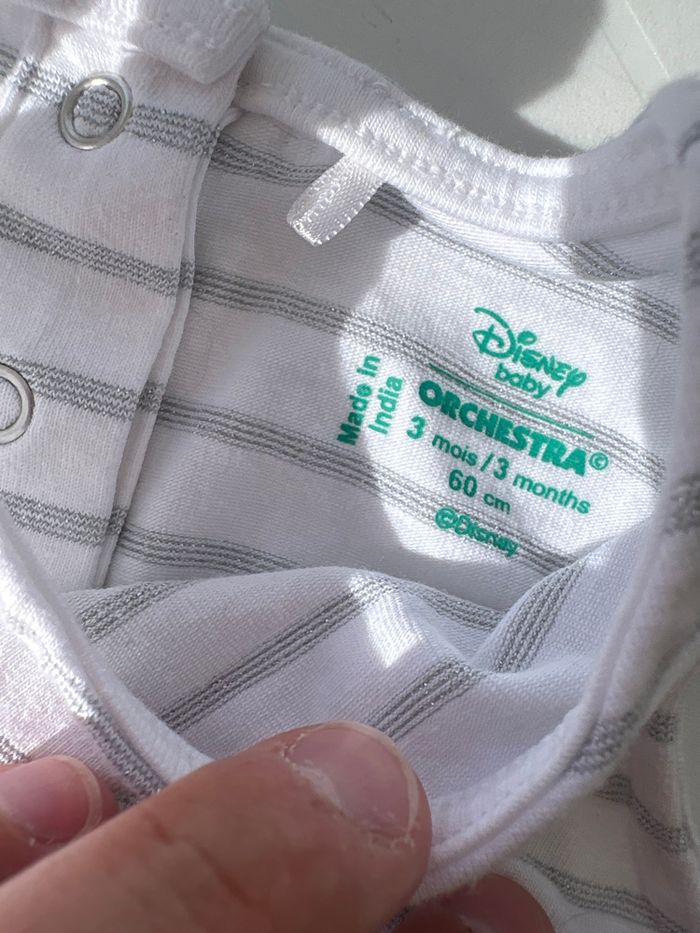 Disney
baby
ORCHESTRA©
3 mois / 3 months
60 cm
©Disney
Made in
India